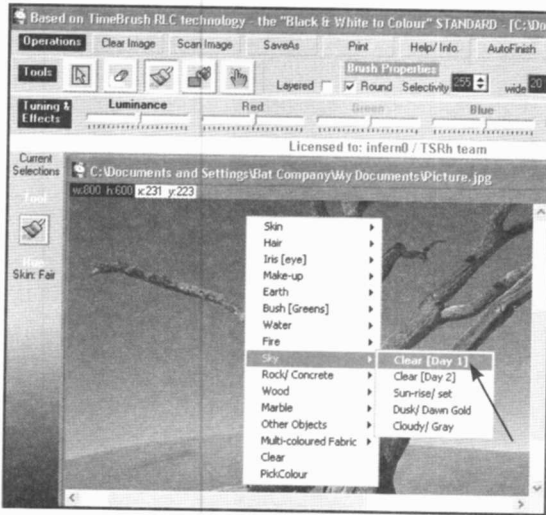 Based on TimeBrush RLC technology - the "Black & White to Colour" STANDARD - [C:\Do
Operations Clear Image Scan Image SaveAs Print Help/ Info. AutoFinish
Tools Brush Properties
Layered Round Selectivity 255 wide 20
Tuning & Effects Luminance Red Green Blue
Licensed to: infern0 / TSRh team
Current Selections
C:\Documents and Settings\Bat Company\My Documents\Picture.jpg
w:800 h:600 x:231 y:223
Tool
Hue
Skin: Fair
Skin
Hair
Iris [eye]
Make-up
Earth
Bush [Greens]
Water
Fire
Sky
Rock/ Concrete
Wood
Marble
Other Objects
Multi-coloured Fabric
Clear
PickColour
Clear [Day 1]
Clear [Day 2]
Sun-rise/ set
Dusk/ Dawn Gold
Cloudy/ Gray